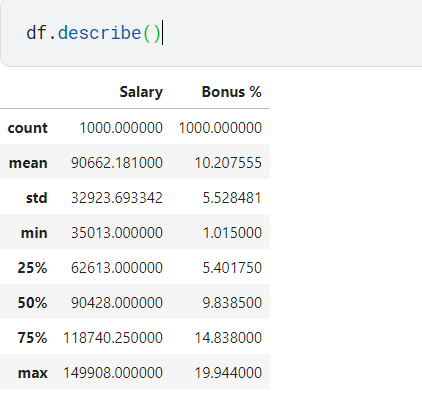 df.describe()
Salary Bonus %
count 1000.000000 1000.000000
mean 90662.181000 10.207555
std 32923.693342 5.528481
min 35013.000000 1.015000
25% 62613.000000 5.401750
50% 90428.000000 9.838500
75% 118740.250000 14.838000
max 149908.000000 19.944000